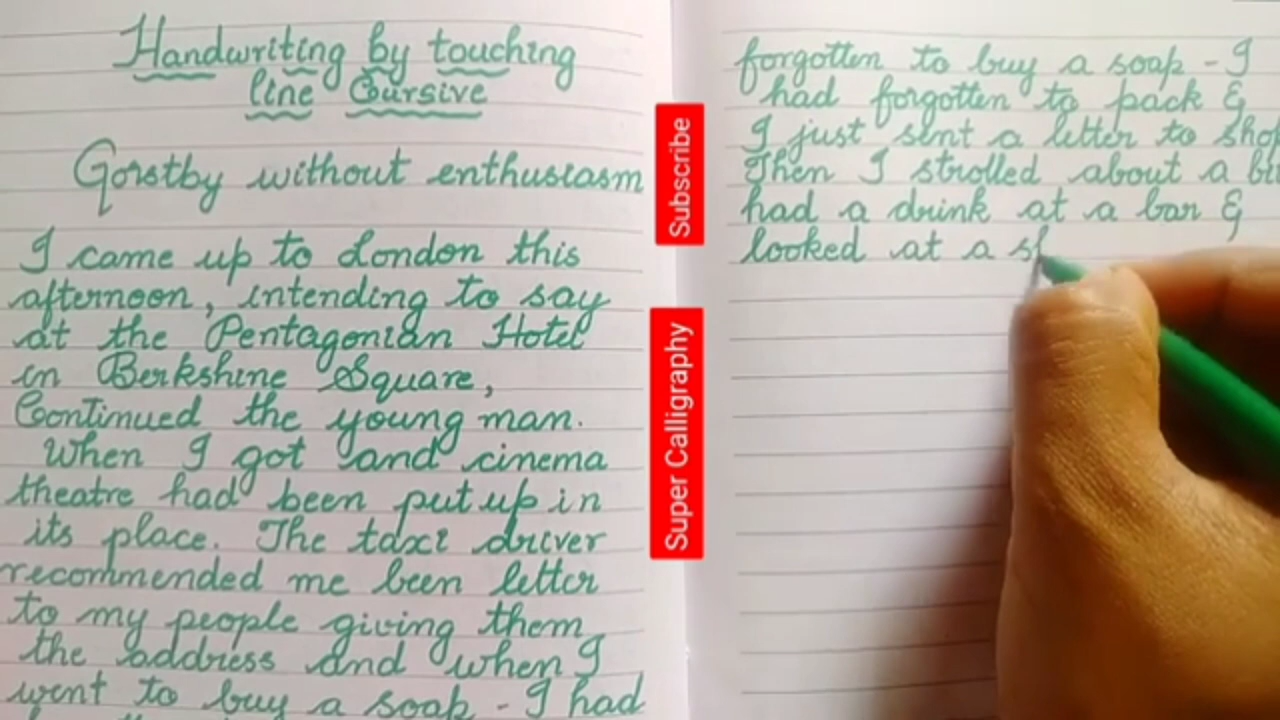 Handwriting by touching
line Cursive
Gorstby without enthusiasm
I came up to London this
afternoon, intending to say
at the Pentagonian Hotel
in Berkshine Square,
Continued the young man.
When I got and cinema
theatre had been put up in
its place. The taxi driver
recommended me been letter
to my people giving them
the address and when I
went to buy a soap - I had
Subscribe
Super Calligraphy
forgotten to buy a soap - I
had forgotten to pack &
I just sent a letter to shop
Then I strolled about a bit
had a drink at a bar &
looked at a s